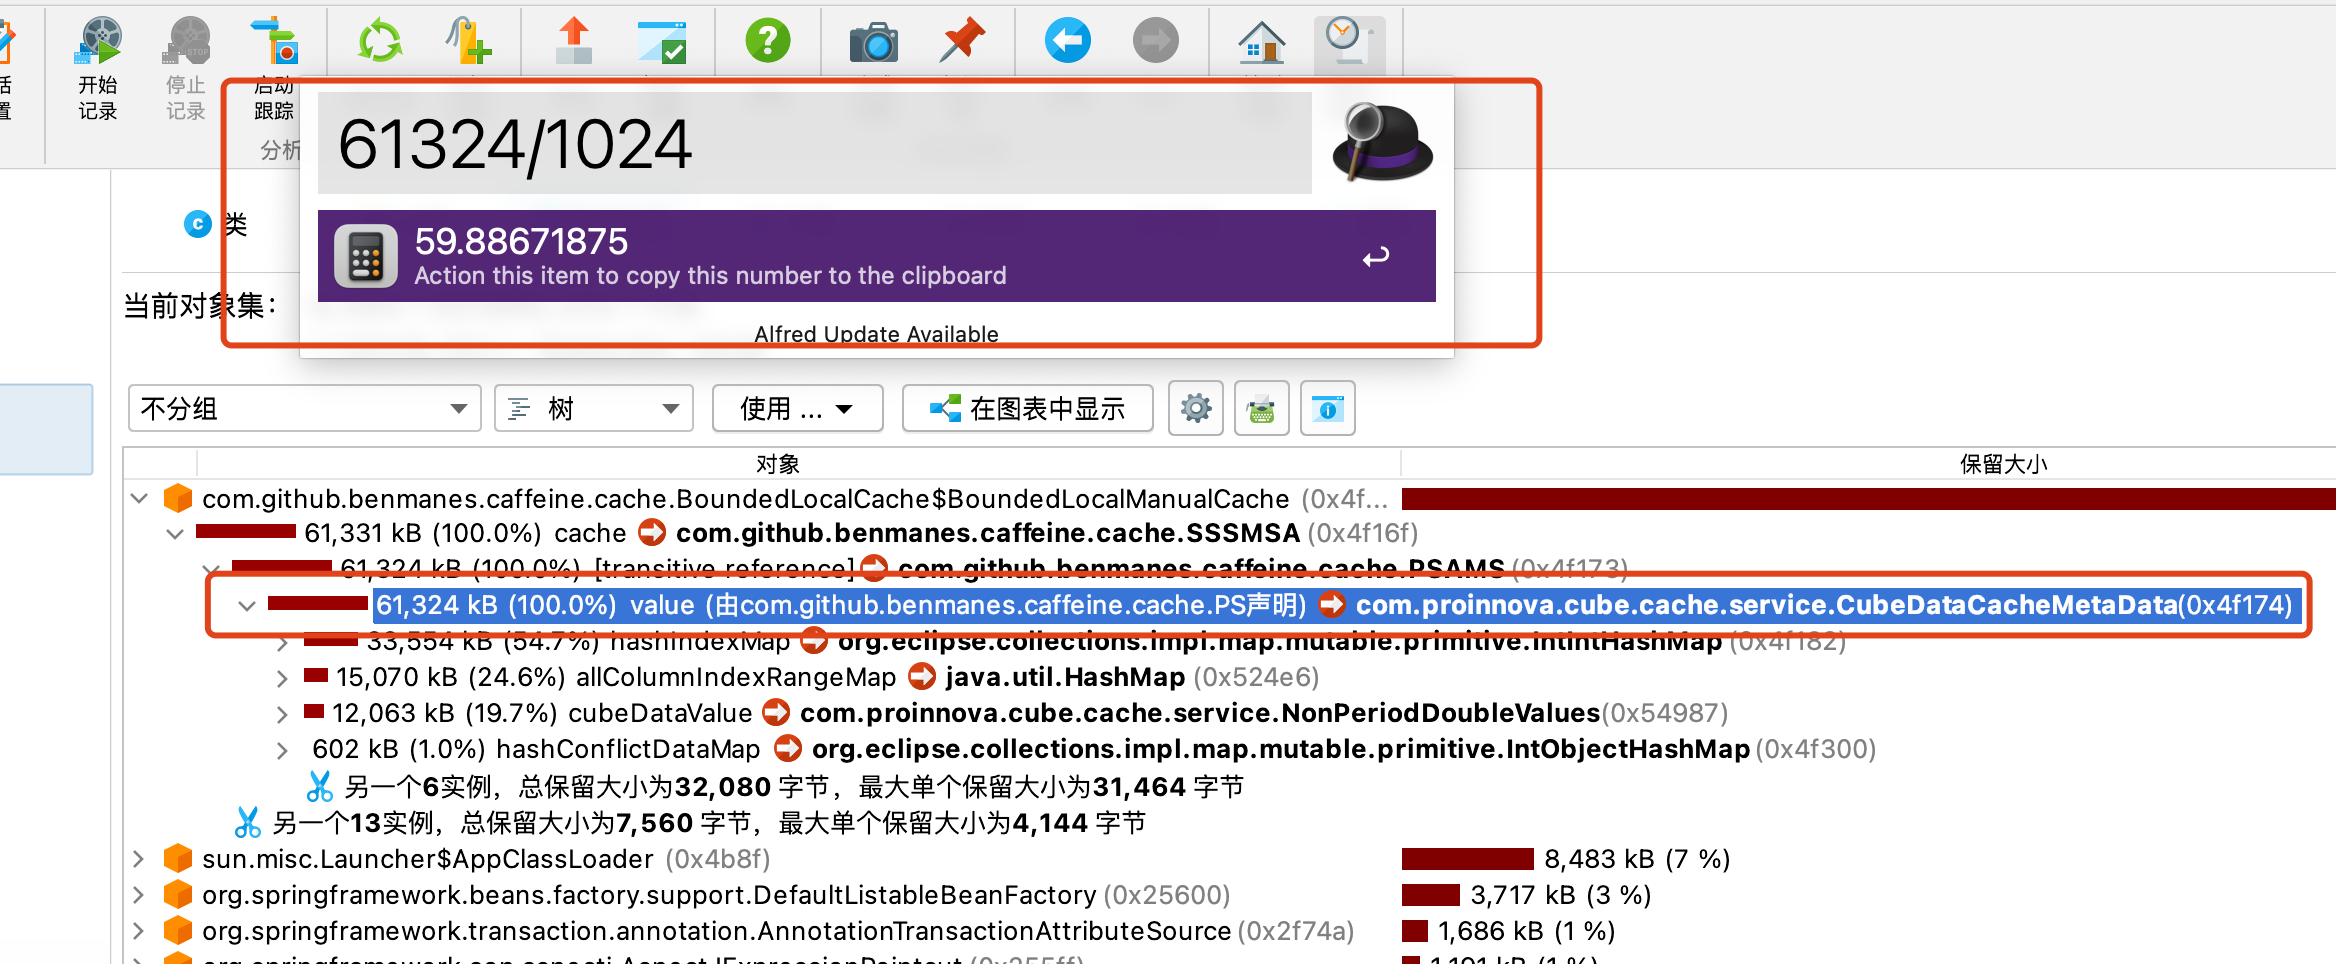 开始
记录
停止
记录
启动
跟踪
分析
置
61324/1024
59.88671875
Action this item to copy this number to the clipboard
Alfred Update Available
类
当前对象集：
不分组
树
使用 ...
在图表中显示
对象
保留大小
com.github.benmanes.caffeine.cache.BoundedLocalCache$BoundedLocalManualCache (0x4f...
61,331 kB (100.0%) cache com.github.benmanes.caffeine.cache.SSSMSA (0x4f16f)
61,324 kB (100.0%) [transitive reference] com.github.benmanes.caffeine.cache.PSAMS (0x4f173)
61,324 kB (100.0%) value (由com.github.benmanes.caffeine.cache.PS声明) com.proinnova.cube.cache.service.CubeDataCacheMetaData(0x4f174)
33,554 kB (54.7%) hashIndexMap org.eclipse.collections.impl.map.mutable.primitive.IntIntHashMap (0x4f182)
15,070 kB (24.6%) allColumnIndexRangeMap java.util.HashMap (0x524e6)
12,063 kB (19.7%) cubeDataValue com.proinnova.cube.cache.service.NonPeriodDoubleValues(0x54987)
602 kB (1.0%) hashConflictDataMap org.eclipse.collections.impl.map.mutable.primitive.IntObjectHashMap (0x4f300)
另一个6实例，总保留大小为32,080 字节，最大单个保留大小为31,464 字节
另一个13实例，总保留大小为7,560 字节，最大单个保留大小为4,144 字节
sun.misc.Launcher$AppClassLoader (0x4b8f) 8,483 kB (7 %)
org.springframework.beans.factory.support.DefaultListableBeanFactory (0x25600) 3,717 kB (3 %)
org.springframework.transaction.annotation.AnnotationTransactionAttributeSource (0x2f74a) 1,686 kB (1 %)